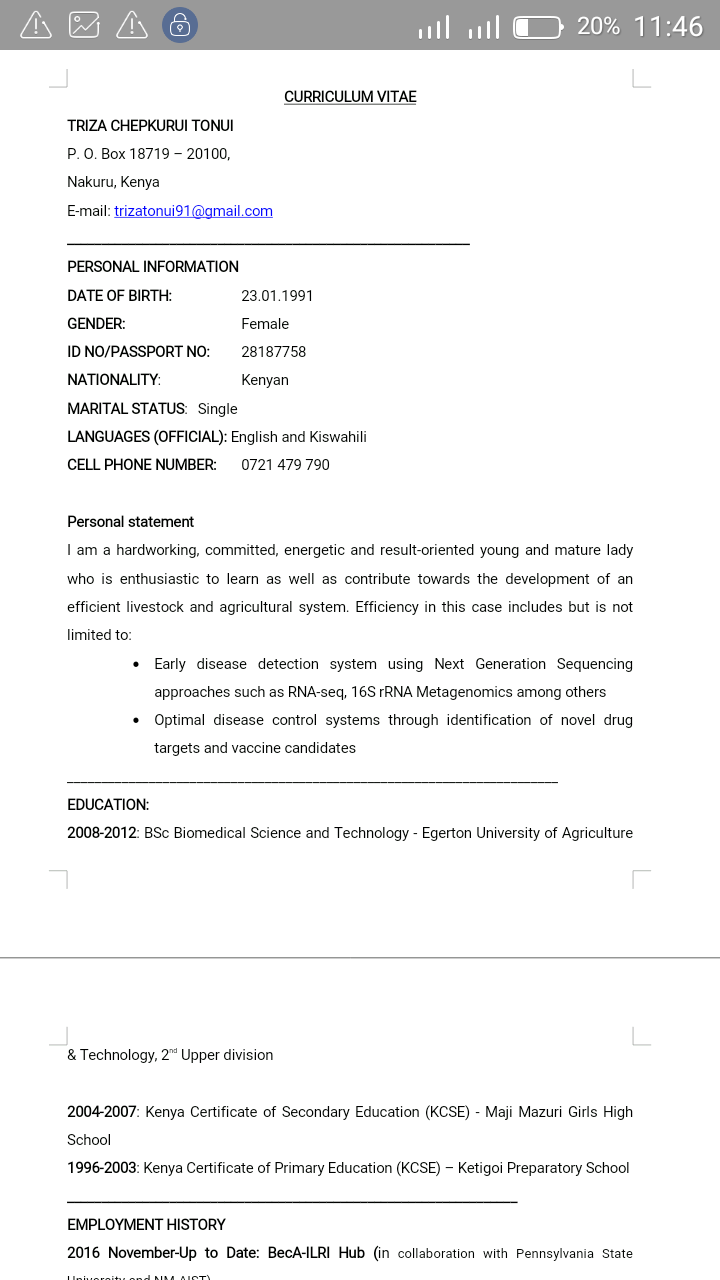 20% 11:46
CURRICULUM VITAE
TRIZA CHEPKURUI TONUI
P. O. Box 18719 – 20100,
Nakuru, Kenya
E-mail: trizatonui91@gmail.com
PERSONAL INFORMATION
DATE OF BIRTH: 23.01.1991
GENDER: Female
ID NO/PASSPORT NO: 28187758
NATIONALITY: Kenyan
MARITAL STATUS: Single
LANGUAGES (OFFICIAL): English and Kiswahili
CELL PHONE NUMBER: 0721 479 790
Personal statement
I am a hardworking, committed, energetic and result-oriented young and mature lady
who is enthusiastic to learn as well as contribute towards the development of an
efficient livestock and agricultural system. Efficiency in this case includes but is not
limited to:
• Early disease detection system using Next Generation Sequencing
approaches such as RNA-seq, 16S rRNA Metagenomics among others
• Optimal disease control systems through identification of novel drug
targets and vaccine candidates
EDUCATION:
2008-2012: BSc Biomedical Science and Technology - Egerton University of Agriculture
& Technology, 2nd Upper division
2004-2007: Kenya Certificate of Secondary Education (KCSE) - Maji Mazuri Girls High
School
1996-2003: Kenya Certificate of Primary Education (KCSE) – Ketigoi Preparatory School
EMPLOYMENT HISTORY
2016 November-Up to Date: BecA-ILRI Hub (in collaboration with Pennsylvania State
University and NM-AIST)